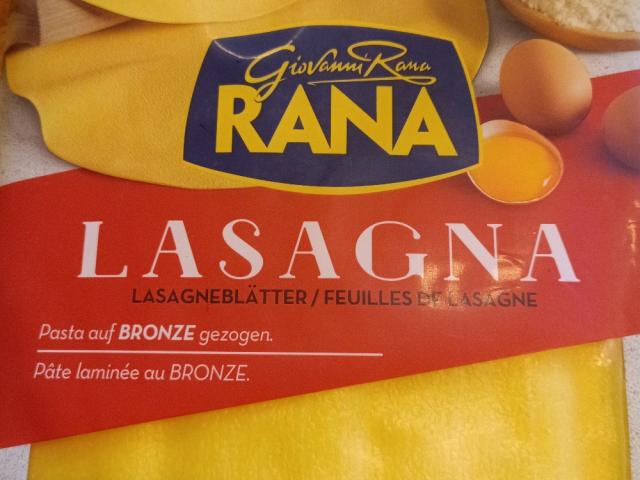 Giovanni Rana
RANA
LASAGNA
LASAGNEBLÄTTER / FEUILLES DE LASAGNE
Pasta auf BRONZE gezogen.
Pâte laminée au BRONZE.